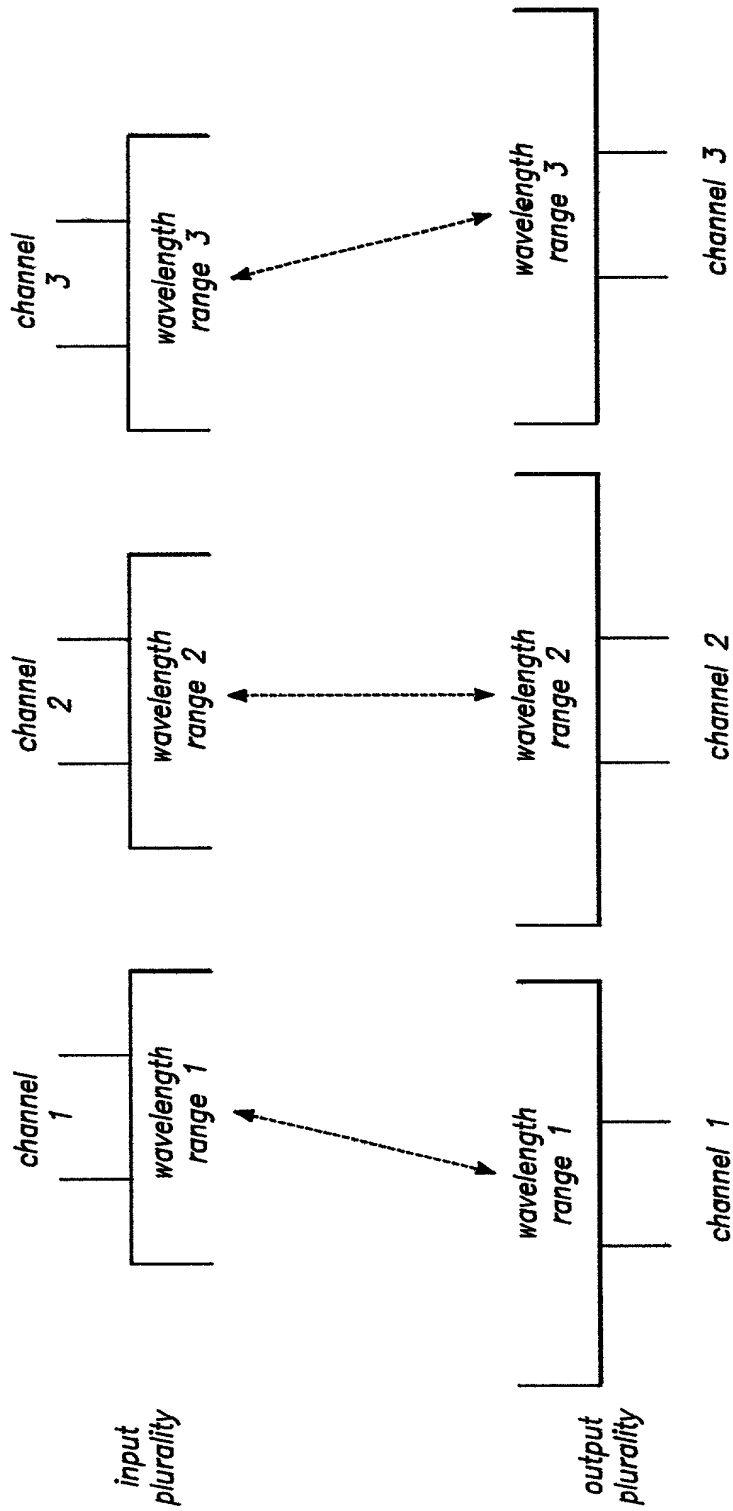 input
plurality
channel
1
channel
2
channel
3
wavelength
range 1
wavelength
range 2
wavelength
range 3
output
plurality
wavelength
range 1
wavelength
range 2
wavelength
range 3
channel 1
channel 2
channel 3